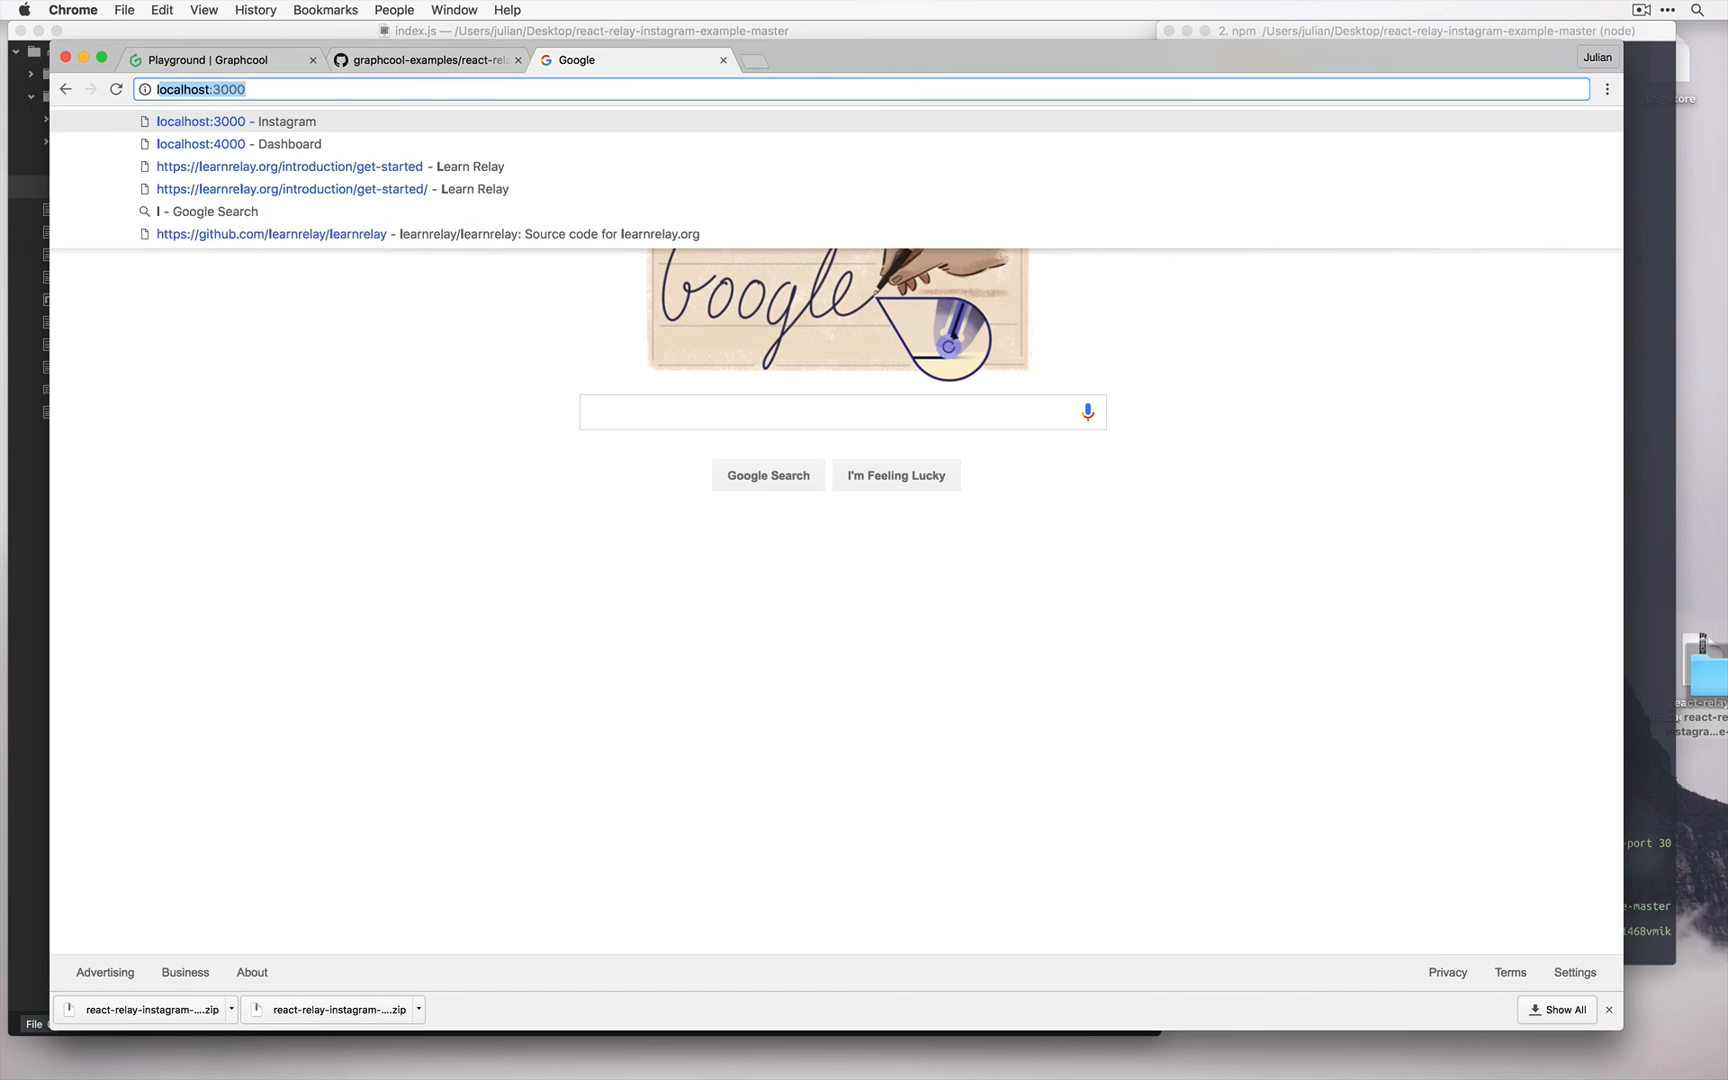 Chrome File Edit View History Bookmarks People Window Help
index.js — /Users/julian/Desktop/react-relay-instagram-example-master
2. npm /Users/julian/Desktop/react-relay-instagram-example-master (node)
Playground | Graphcool
graphcool-examples/react-rel
Google
Julian
localhost:3000
localhost:3000 - Instagram
localhost:4000 - Dashboard
https://learnrelay.org/introduction/get-started - Learn Relay
https://learnrelay.org/introduction/get-started/ - Learn Relay
l - Google Search
https://github.com/learnrelay/learnrelay - learnrelay/learnrelay: Source code for learnrelay.org
Google
Google Search
I'm Feeling Lucky
react-re
instagra...e-
-port 30
e-master
l468vmik
Advertising Business About
Privacy Terms Settings
react-relay-instagram-....zip
react-relay-instagram-....zip
Show All
File